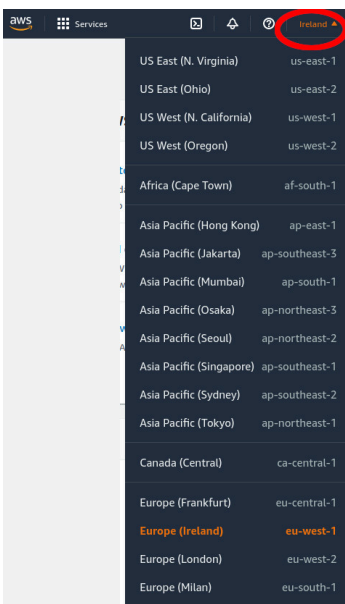 aws Services Ireland
US East (N. Virginia) us-east-1
US East (Ohio) us-east-2
US West (N. California) us-west-1
US West (Oregon) us-west-2
Africa (Cape Town) af-south-1
Asia Pacific (Hong Kong) ap-east-1
Asia Pacific (Jakarta) ap-southeast-3
Asia Pacific (Mumbai) ap-south-1
Asia Pacific (Osaka) ap-northeast-3
Asia Pacific (Seoul) ap-northeast-2
Asia Pacific (Singapore) ap-southeast-1
Asia Pacific (Sydney) ap-southeast-2
Asia Pacific (Tokyo) ap-northeast-1
Canada (Central) ca-central-1
Europe (Frankfurt) eu-central-1
Europe (Ireland) eu-west-1
Europe (London) eu-west-2
Europe (Milan) eu-south-1